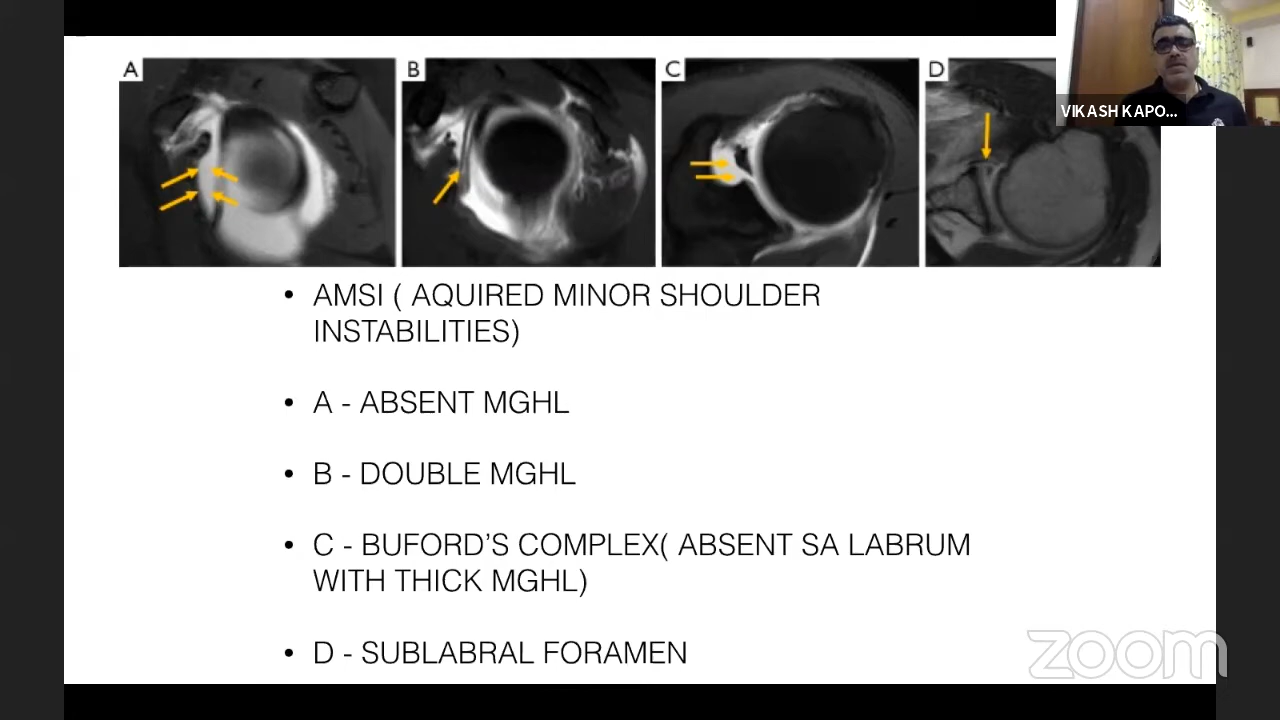 A
B
C
D
VIKASH KAPO...
• AMSI ( AQUIRED MINOR SHOULDER
INSTABILITIES)
• A - ABSENT MGHL
• B - DOUBLE MGHL
• C - BUFORD’S COMPLEX( ABSENT SA LABRUM
WITH THICK MGHL)
• D - SUBLABRAL FORAMEN
zoom